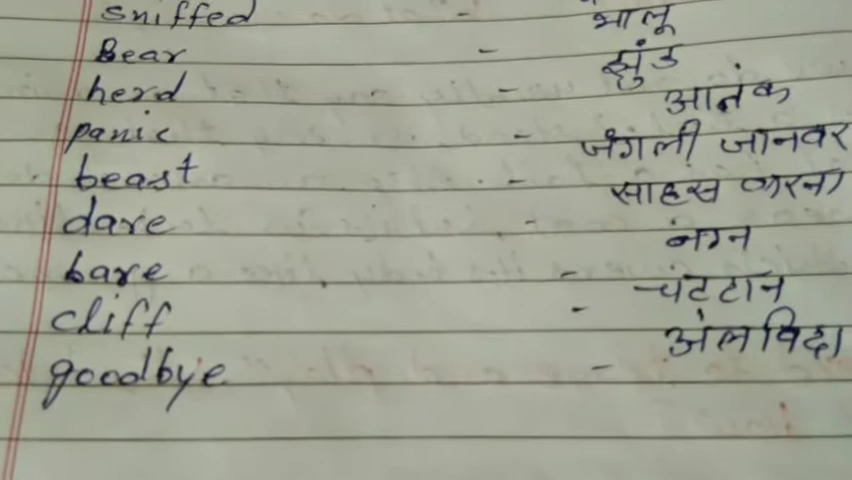 sniffed -
Bear - भालू
herd - झुंड
panic - आतंक
beast - जंगली जानवर
dare - साहस करना
bare - नग्न
cliff - चट्टान
goodbye - अलविदा